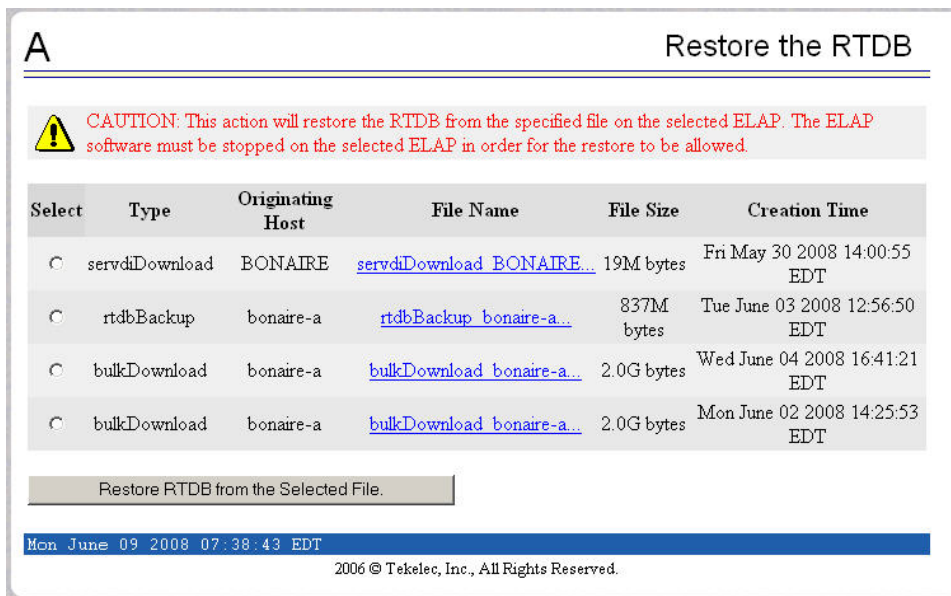 A
Restore the RTDB
CAUTION: This action will restore the RTDB from the specified file on the selected ELAP. The ELAP
software must be stopped on the selected ELAP in order for the restore to be allowed.
Select Type Originating Host File Name File Size Creation Time
servdiDownload BONAIRE servdiDownload_BONAIRE... 19M bytes Fri May 30 2008 14:00:55 EDT
rtdbBackup bonaire-a rtdbBackup_bonaire-a... 837M bytes Tue June 03 2008 12:56:50 EDT
bulkDownload bonaire-a bulkDownload_bonaire-a... 2.0G bytes Wed June 04 2008 16:41:21 EDT
bulkDownload bonaire-a bulkDownload_bonaire-a... 2.0G bytes Mon June 02 2008 14:25:53 EDT
Restore RTDB from the Selected File.
Mon June 09 2008 07:38:43 EDT
2006 © Tekelec, Inc., All Rights Reserved.